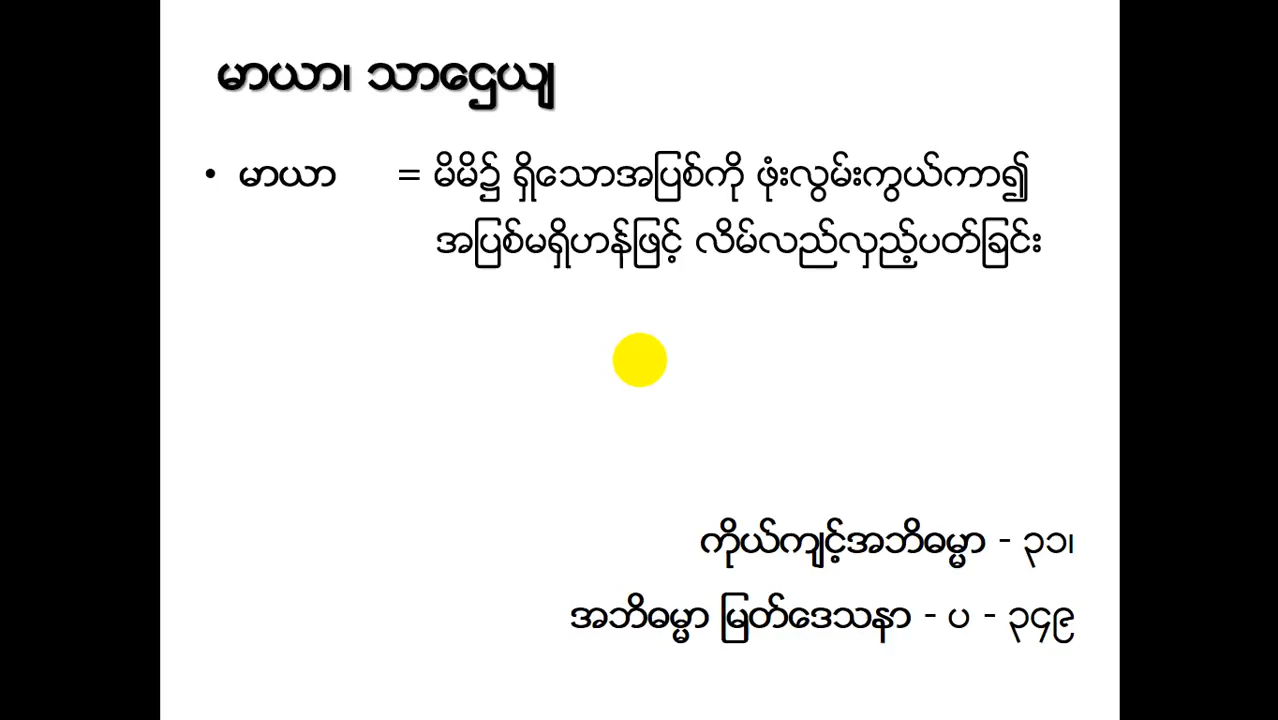 မာယာ၊ သာဌေယျ
• မာယာ = မိမိ၌ ရှိသောအပြစ်ကို ဖုံးလွှမ်းကွယ်ကာ၍
အပြစ်မရှိဟန်ဖြင့် လိမ်လည်လှည့်ပတ်ခြင်း
ကိုယ်ကျင့်အဘိဓမ္မာ - ၃၁၊
အဘိဓမ္မာ မြတ်ဒေသနာ - ပ - ၃၄၉